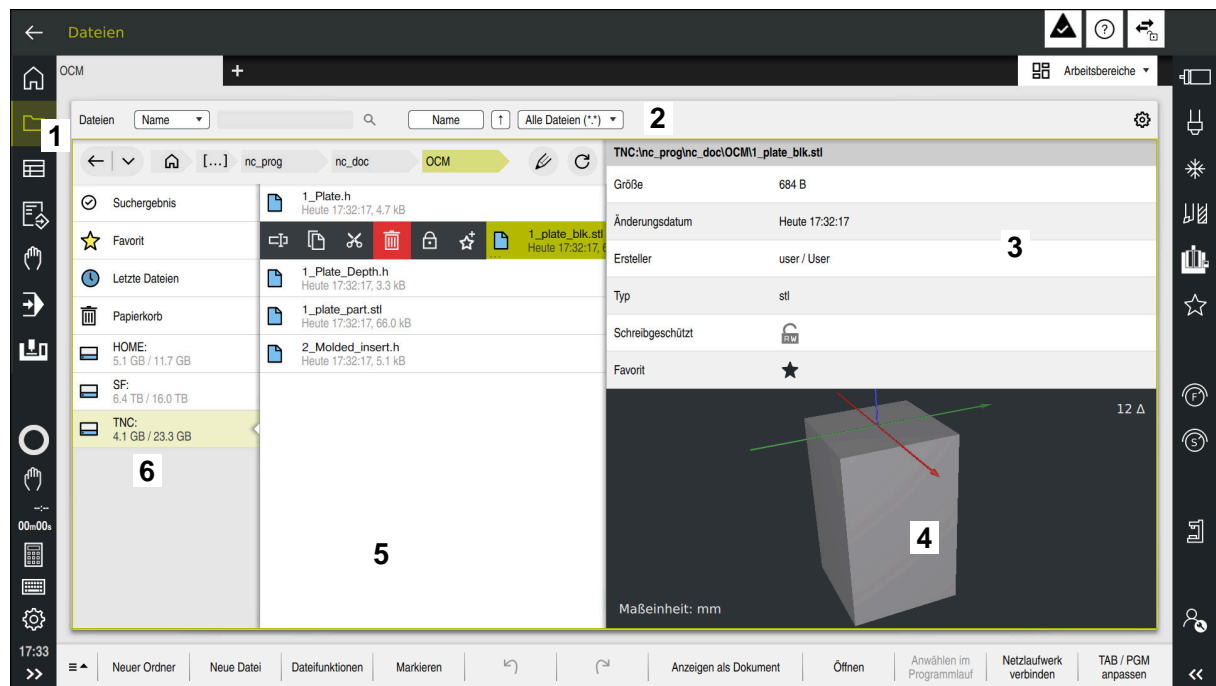 Dateien
OCM
+
Arbeitsbereiche
1
Dateien
Name
Name
↑
Alle Dateien (*.*)
2
[...]
nc_prog
nc_doc
OCM
TNC:\nc_prog\nc_doc\OCM\1_plate_blk.stl
Suchergebnis
Favorit
Letzte Dateien
Papierkorb
HOME:
5.1 GB / 11.7 GB
SF:
6.4 TB / 16.0 TB
TNC:
4.1 GB / 23.3 GB
6
1_Plate.h
Heute 17:32:17, 4.7 kB
1_plate_blk.stl
Heute 17:32:17, 6
1_Plate_Depth.h
Heute 17:32:17, 3.3 kB
1_plate_part.stl
Heute 17:32:17, 66.0 kB
2_Molded_insert.h
Heute 17:32:17, 5.1 kB
5
Größe 684 B
Änderungsdatum Heute 17:32:17
Ersteller user / User
3
Typ stl
Schreibgeschützt RW
Favorit
12 Δ
4
Maßeinheit: mm
F
S
--:--
00m00s
17:33
Neuer Ordner
Neue Datei
Dateifunktionen
Markieren
Anzeigen als Dokument
Öffnen
Anwählen im
Programmlauf
Netzlaufwerk
verbinden
TAB / PGM
anpassen